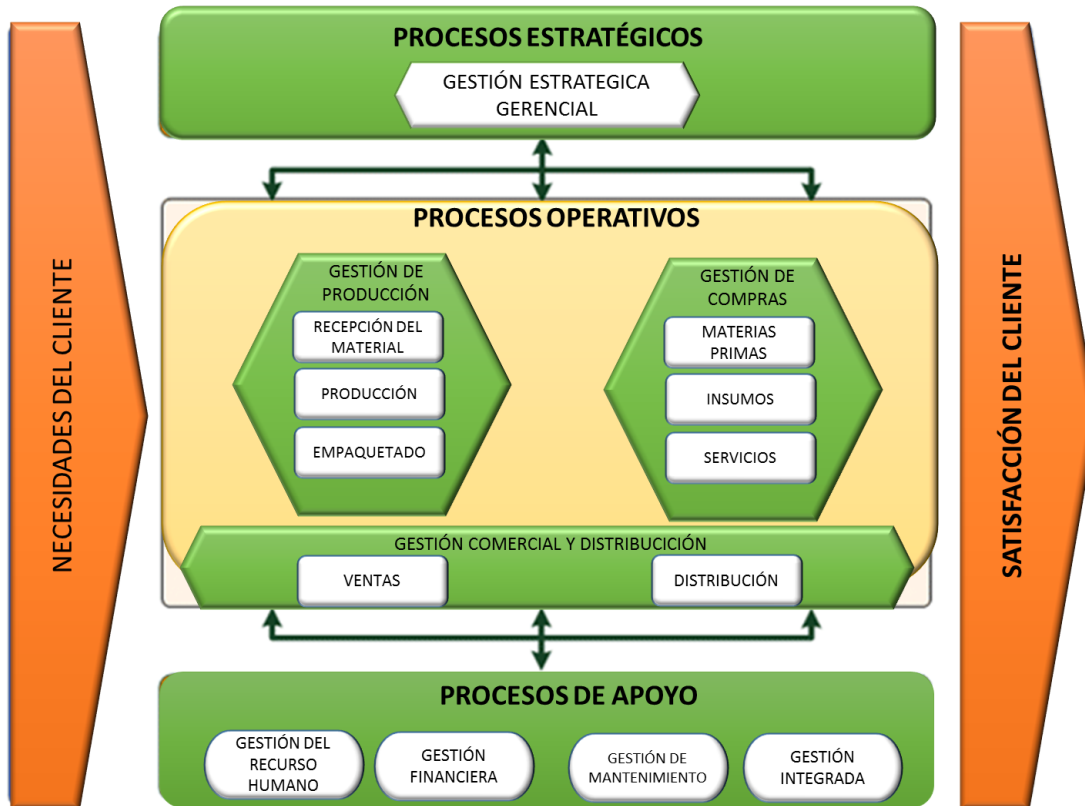 PROCESOS ESTRATÉGICOS
GESTIÓN ESTRATEGICA
GERENCIAL
NECESIDADES DEL CLIENTE
PROCESOS OPERATIVOS
GESTIÓN DE
PRODUCCIÓN
RECEPCIÓN DEL
MATERIAL
PRODUCCIÓN
EMPAQUETADO
GESTIÓN DE
COMPRAS
MATERIAS
PRIMAS
INSUMOS
SERVICIOS
GESTIÓN COMERCIAL Y DISTRIBUCICIÓN
VENTAS
DISTRIBUCIÓN
SATISFACCIÓN DEL CLIENTE
PROCESOS DE APOYO
GESTIÓN DEL
RECURSO
HUMANO
GESTIÓN
FINANCIERA
GESTIÓN DE
MANTENIMIENTO
GESTIÓN
INTEGRADA